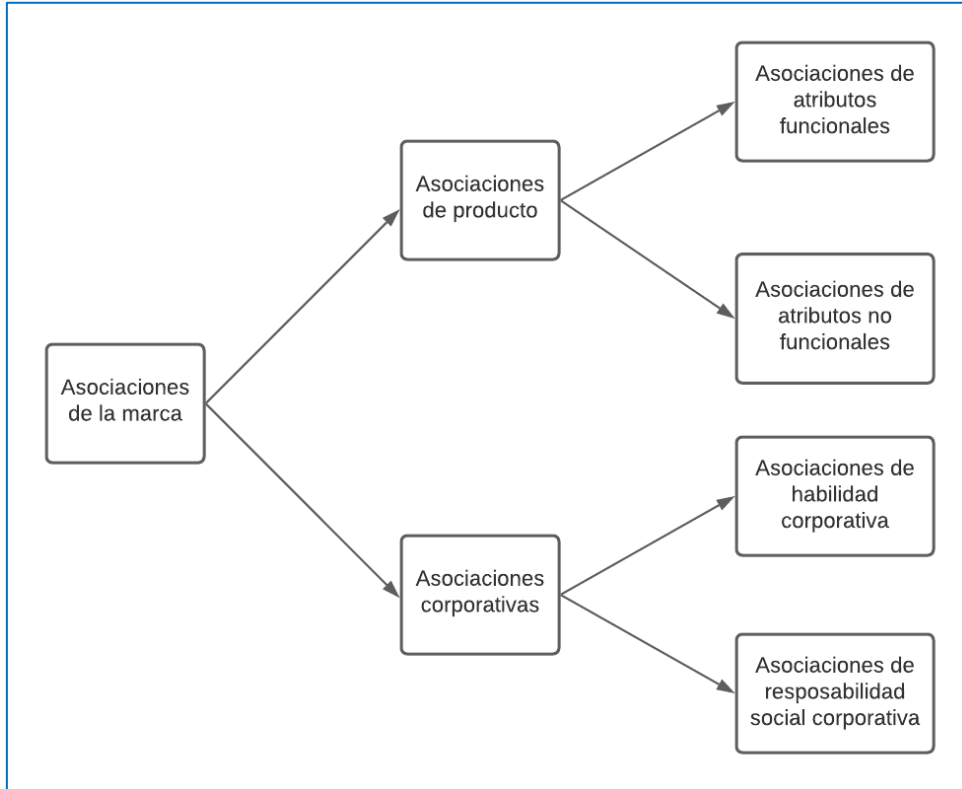 Asociaciones
de la marca
Asociaciones
de producto
Asociaciones de
atributos
funcionales
Asociaciones de
atributos no
funcionales
Asociaciones
corporativas
Asociaciones de
habilidad
corporativa
Asociaciones de
resposabilidad
social corporativa